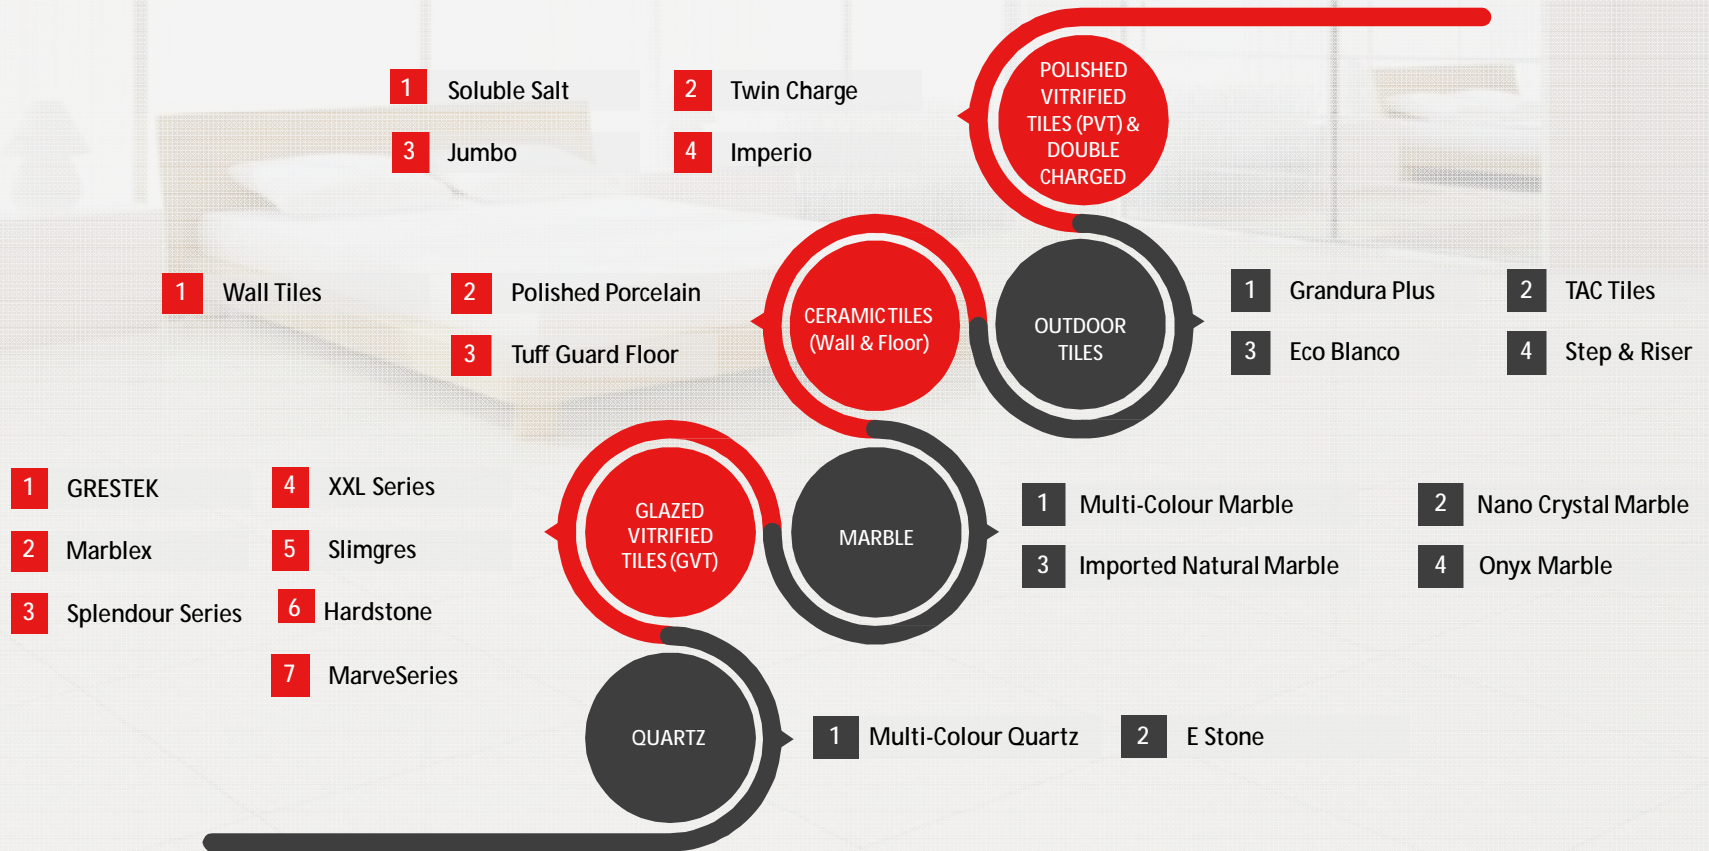 POLISHED
VITRIFIED
TILES (PVT) &
DOUBLE
CHARGED
1 Soluble Salt
2 Twin Charge
3 Jumbo
4 Imperio
CERAMIC TILES
(Wall & Floor)
1 Wall Tiles
2 Polished Porcelain
3 Tuff Guard Floor
OUTDOOR
TILES
1 Grandura Plus
2 TAC Tiles
3 Eco Blanco
4 Step & Riser
GLAZED
VITRIFIED
TILES (GVT)
1 GRESTEK
2 Marblex
3 Splendour Series
4 XXL Series
5 Slimgres
6 Hardstone
7 MarveSeries
MARBLE
1 Multi-Colour Marble
2 Nano Crystal Marble
3 Imported Natural Marble
4 Onyx Marble
QUARTZ
1 Multi-Colour Quartz
2 E Stone